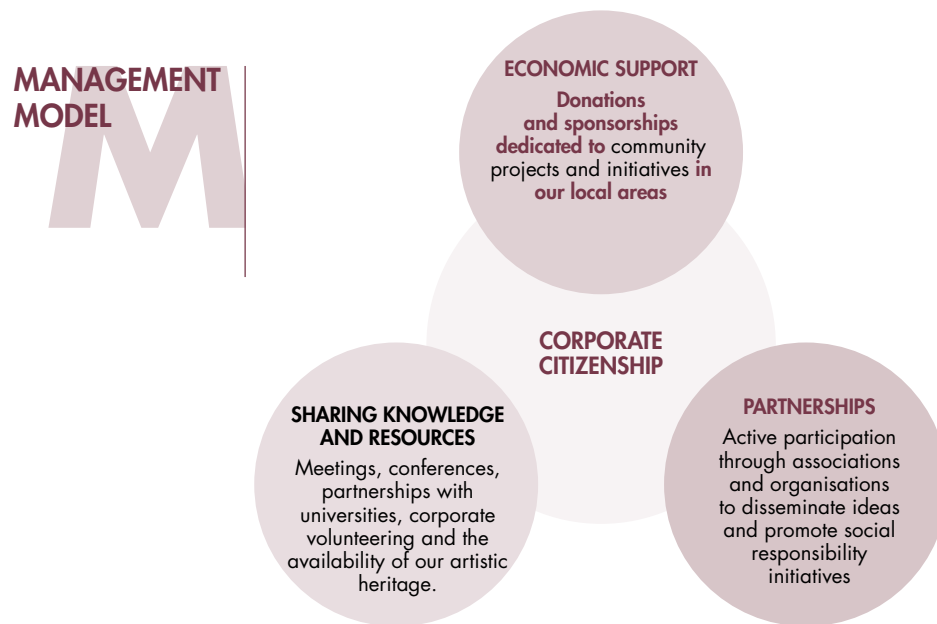 M
MANAGEMENT
MODEL
ECONOMIC SUPPORT
Donations
and sponsorships
dedicated to community
projects and initiatives in
our local areas
CORPORATE
CITIZENSHIP
SHARING KNOWLEDGE
AND RESOURCES
Meetings, conferences,
partnerships with
universities, corporate
volunteering and the
availability of our artistic
heritage.
PARTNERSHIPS
Active participation
through associations
and organisations
to disseminate ideas
and promote social
responsibility
initiatives